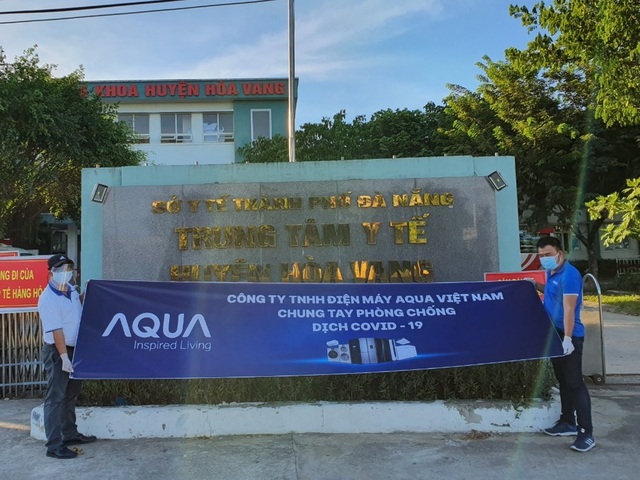 KHOA HUYỆN HÒA VANG
SỞ Y TẾ THÀNH PHỐ ĐÀ NẴNG
TRUNG TÂM Y TẾ
HUYỆN HÒA VANG
NG ĐI CỦA
TẾ HÀNG HÓ
AQUA
Inspired Living
CÔNG TY TNHH ĐIỆN MÁY AQUA VIỆT NAM
CHUNG TAY PHÒNG CHỐNG
DỊCH COVID - 19